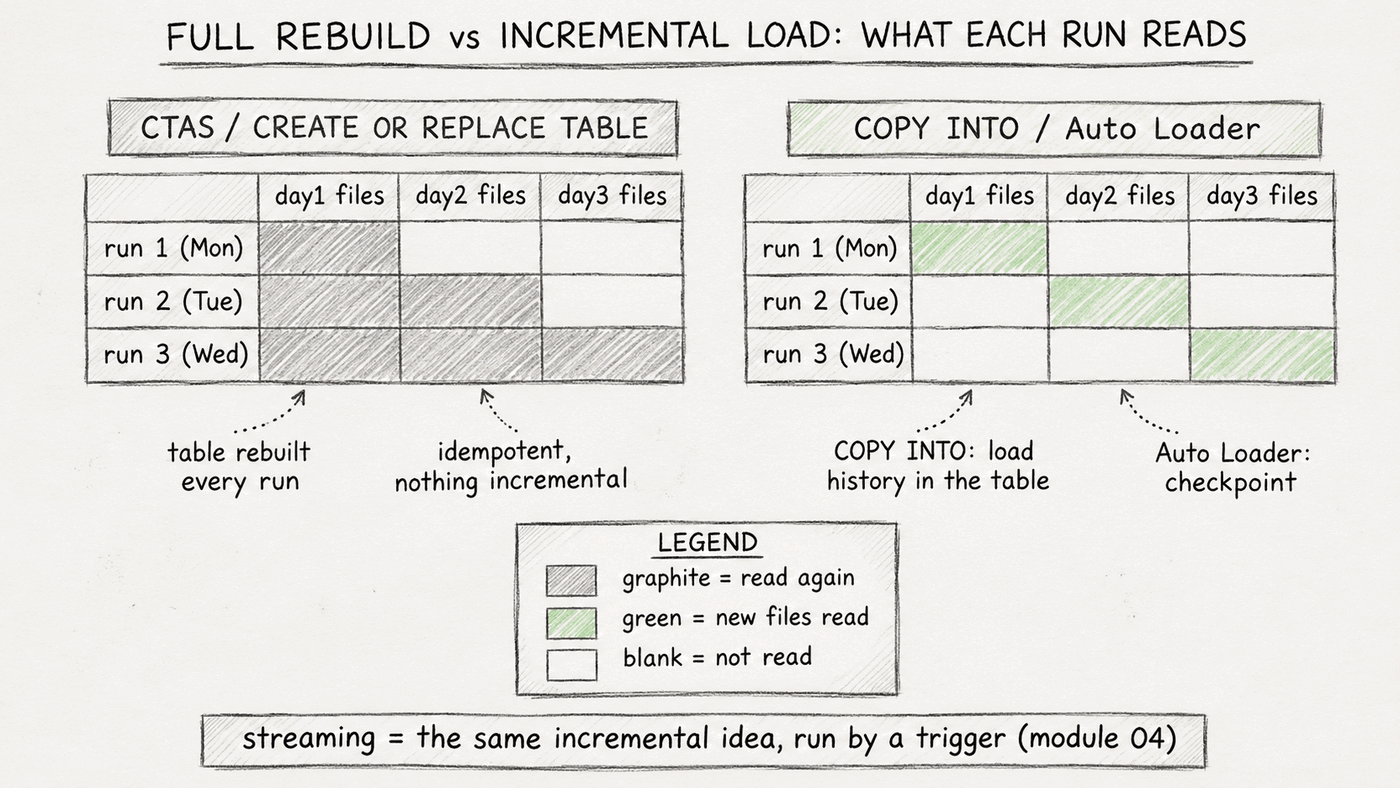 FULL REBUILD vs INCREMENTAL LOAD: WHAT EACH RUN READS
CTAS / CREATE OR REPLACE TABLE
day1 files day2 files day3 files
run 1 (Mon)
run 2 (Tue)
run 3 (Wed)
table rebuilt
every run
idempotent,
nothing incremental
COPY INTO / Auto Loader
day1 files day2 files day3 files
run 1 (Mon)
run 2 (Tue)
run 3 (Wed)
COPY INTO: load
history in the table
Auto Loader:
checkpoint
LEGEND
graphite = read again
green = new files read
blank = not read
streaming = the same incremental idea, run by a trigger (module 04)